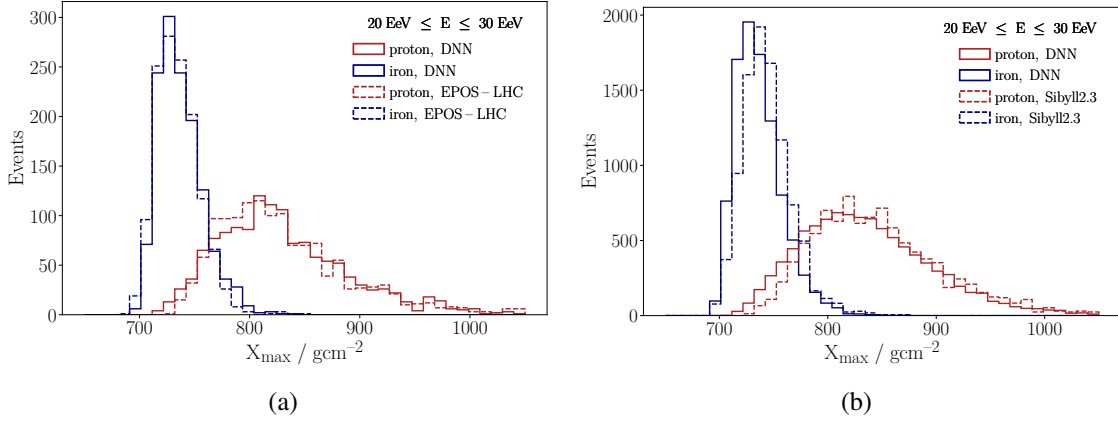 20 EeV ≤ E ≤ 30 EeV
proton, DNN
iron, DNN
proton, EPOS – LHC
iron, EPOS – LHC
Events
300
250
200
150
100
50
0
700
800
900
1000
X_max / gcm⁻²
(a)
20 EeV ≤ E ≤ 30 EeV
proton, DNN
iron, DNN
proton, Sibyll2.3
iron, Sibyll2.3
Events
2000
1500
1000
500
0
700
800
900
1000
X_max / gcm⁻²
(b)